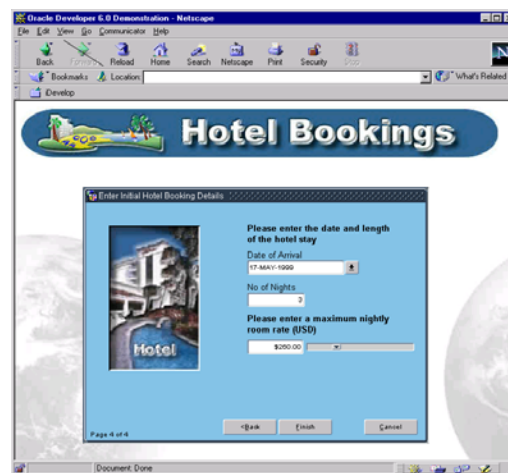 Oracle Developer 6.0 Demonstration - Netscape
File Edit View Go Communicator Help
Back Forward Reload Home Search Netscape Print Security Stop
Bookmarks Location:
What's Related
Develop
Hotel Bookings
Enter Initial Hotel Booking Details
Please enter the date and length
of the hotel stay
Date of Arrival
17-MAY-1999
No of Nights
3
Please enter a maximum nightly
room rate (USD)
Hotel
<Back Finish Cancel
Page 4 of 4
Document: Done